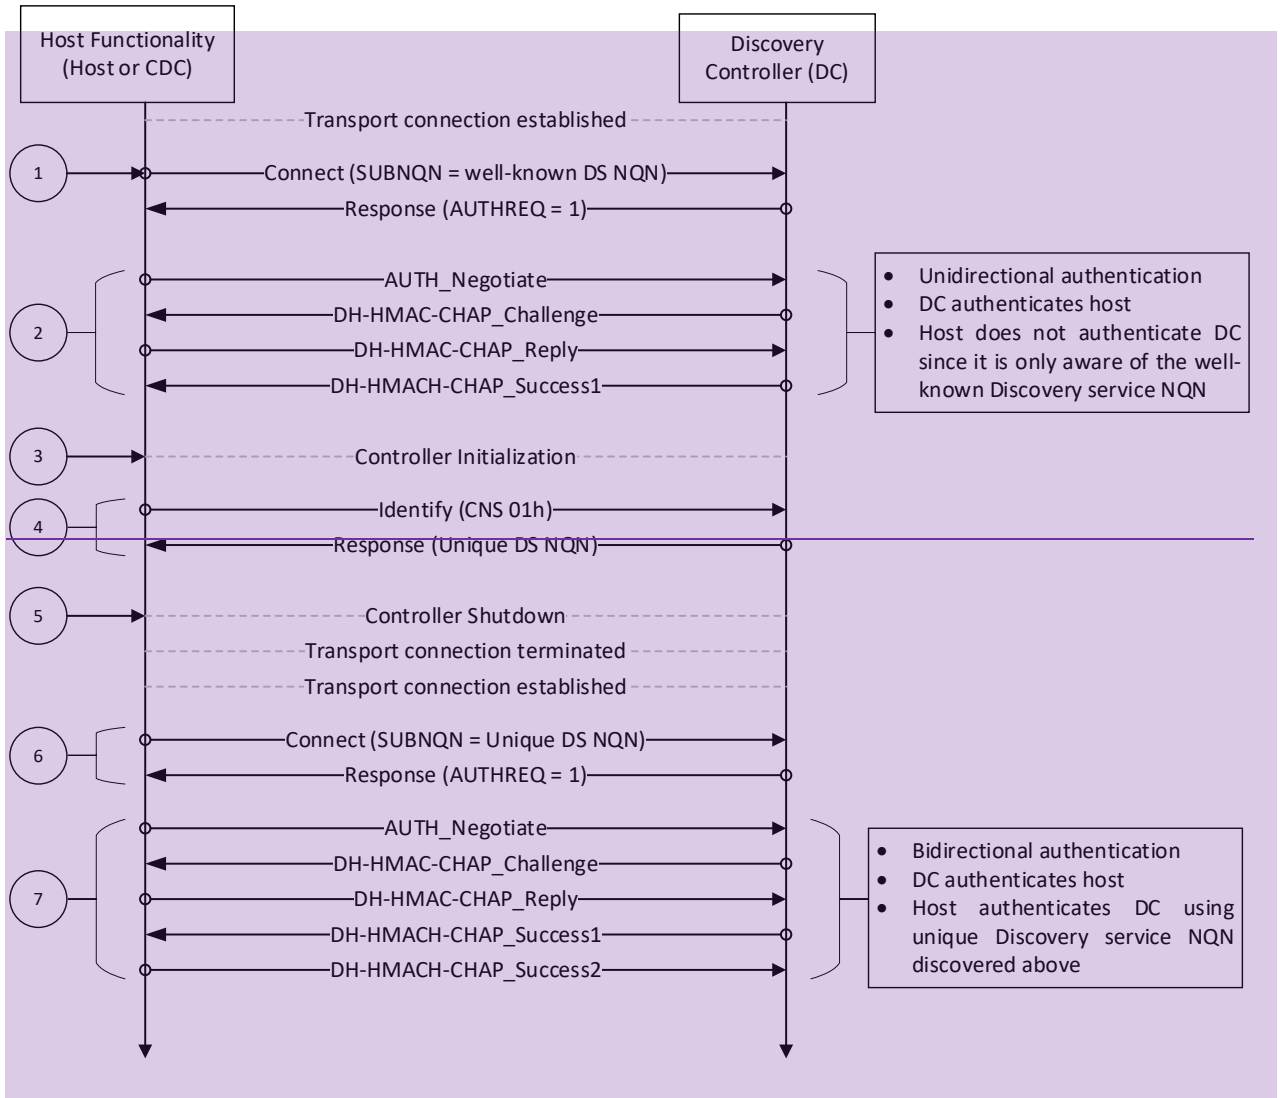 Host Functionality
(Host or CDC)
Discovery
Controller (DC)
Transport connection established
1
Connect (SUBNQN = well-known DS NQN)
Response (AUTHREQ = 1)
2
AUTH_Negotiate
DH-HMAC-CHAP_Challenge
DH-HMAC-CHAP_Reply
DH-HMACH-CHAP_Success1
● Unidirectional authentication
● DC authenticates host
● Host does not authenticate DC
since it is only aware of the well-
known Discovery service NQN
3
Controller Initialization
4
Identify (CNS 01h)
Response (Unique DS NQN)
5
Controller Shutdown
Transport connection terminated
Transport connection established
6
Connect (SUBNQN = Unique DS NQN)
Response (AUTHREQ = 1)
7
AUTH_Negotiate
DH-HMAC-CHAP_Challenge
DH-HMAC-CHAP_Reply
DH-HMACH-CHAP_Success1
DH-HMACH-CHAP_Success2
● Bidirectional authentication
● DC authenticates host
● Host authenticates DC using
unique Discovery service NQN
discovered above